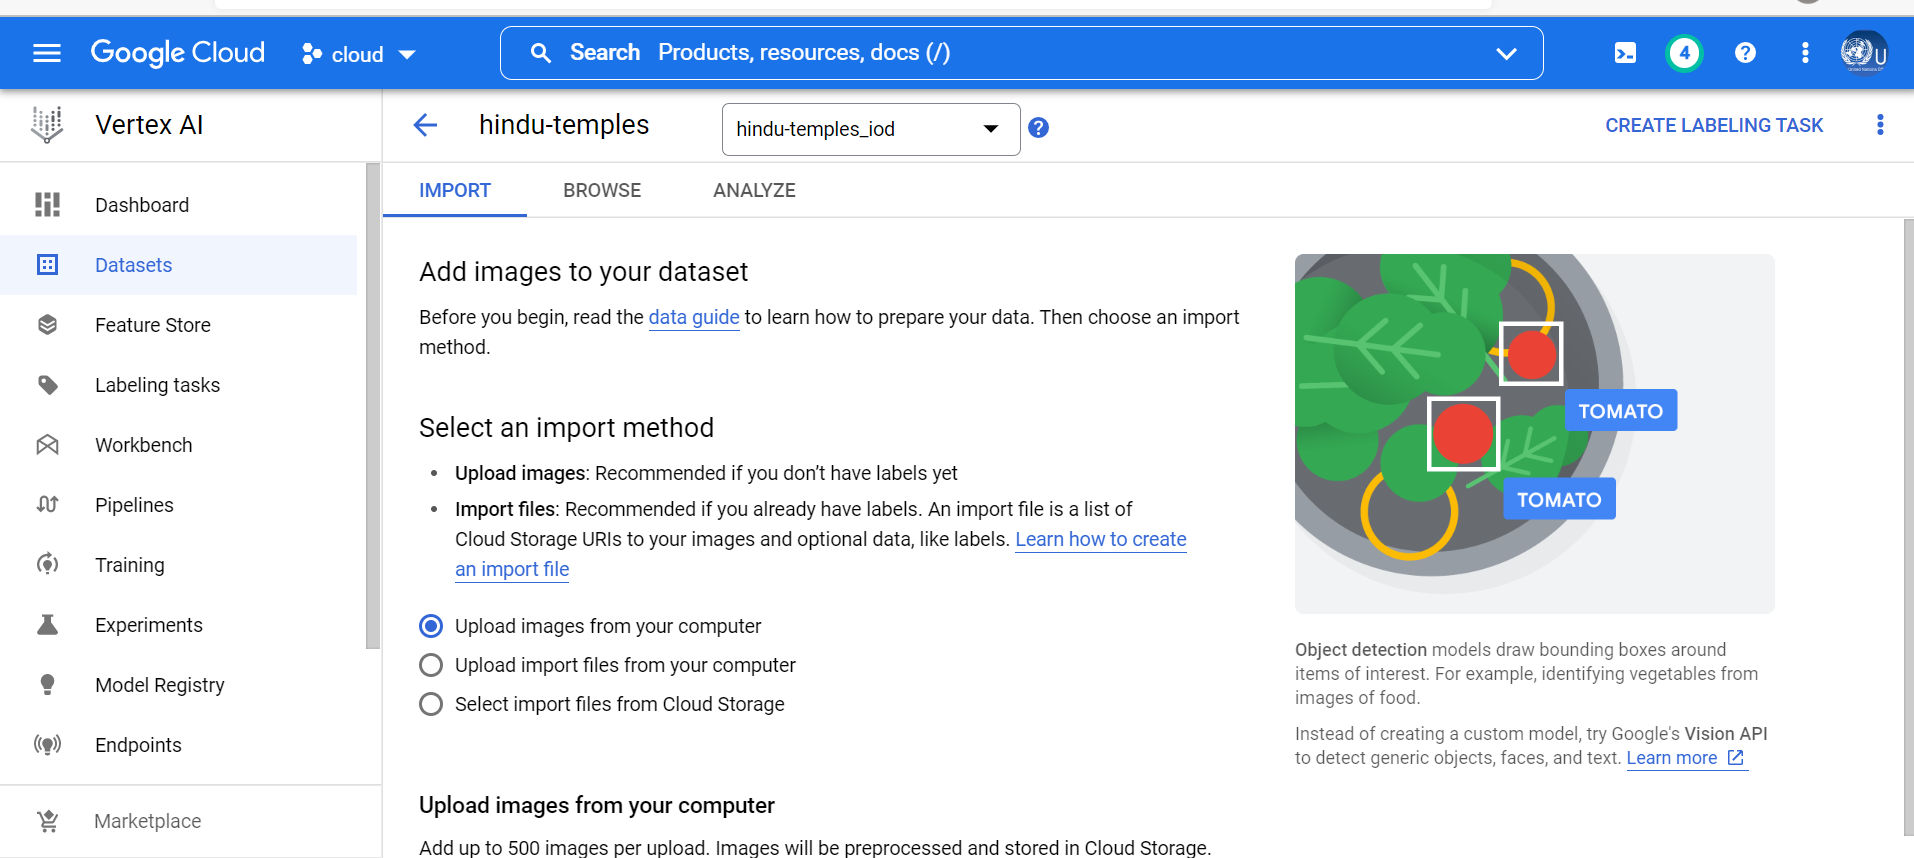 Google Cloud
cloud
Search Products, resources, docs (/)
4
U
Vertex AI
hindu-temples
hindu-temples_iod
CREATE LABELING TASK
Dashboard
Datasets
Feature Store
Labeling tasks
Workbench
Pipelines
Training
Experiments
Model Registry
Endpoints
Marketplace
IMPORT
BROWSE
ANALYZE
Add images to your dataset
Before you begin, read the data guide to learn how to prepare your data. Then choose an import
method.
Select an import method
• Upload images: Recommended if you don’t have labels yet
• Import files: Recommended if you already have labels. An import file is a list of
Cloud Storage URIs to your images and optional data, like labels. Learn how to create
an import file
Upload images from your computer
Upload import files from your computer
Select import files from Cloud Storage
Upload images from your computer
Add up to 500 images per upload. Images will be preprocessed and stored in Cloud Storage.
TOMATO
TOMATO
Object detection models draw bounding boxes around
items of interest. For example, identifying vegetables from
images of food.
Instead of creating a custom model, try Google's Vision API
to detect generic objects, faces, and text. Learn more